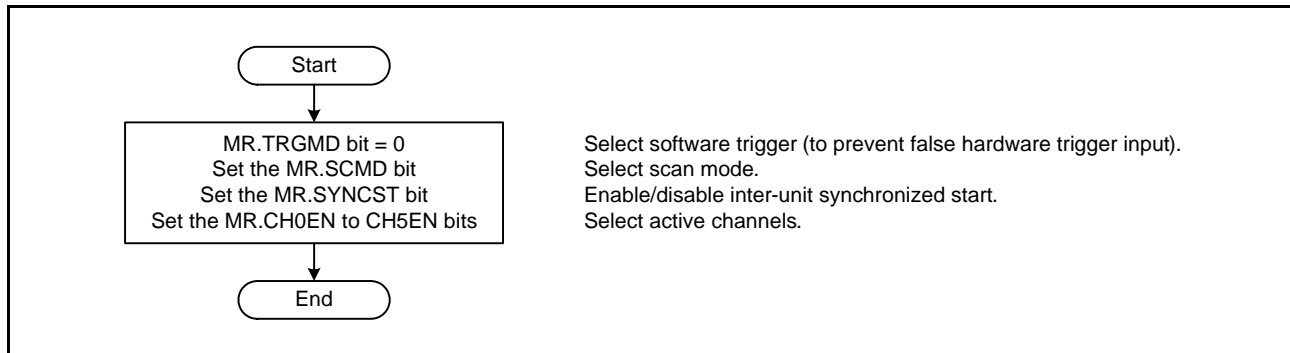 Start
MR.TRGMD bit = 0
Select software trigger (to prevent false hardware trigger input).
Set the MR.SCMD bit
Select scan mode.
Set the MR.SYNCST bit
Enable/disable inter-unit synchronized start.
Set the MR.CH0EN to CH5EN bits
Select active channels.
End